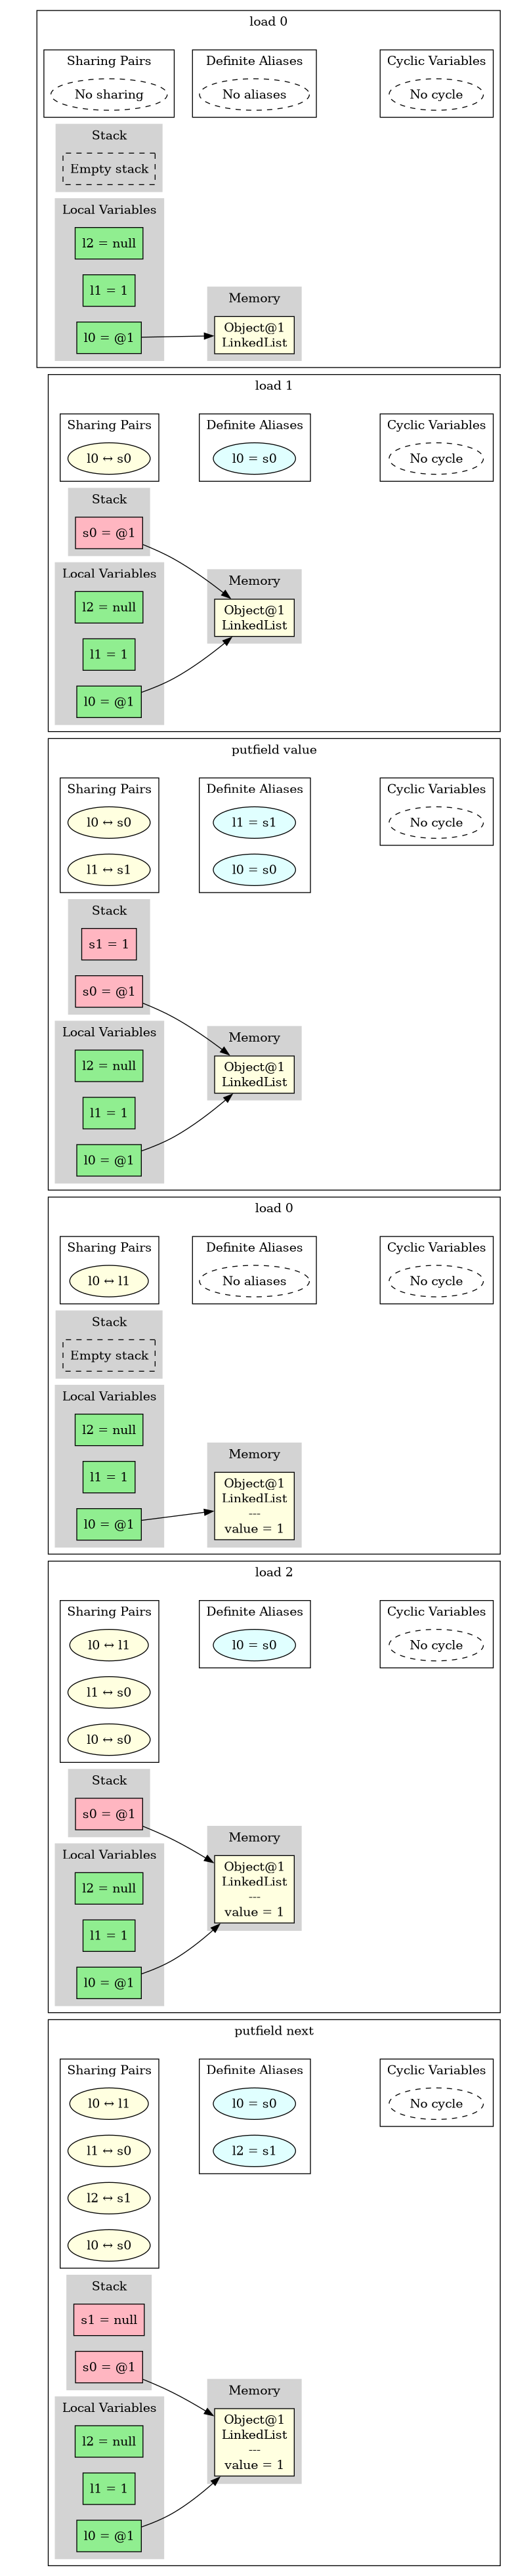 load 0
Sharing Pairs
No sharing
Definite Aliases
No aliases
Cyclic Variables
No cycle
Stack
Empty stack
Local Variables
l2 = null
l1 = 1
l0 = @1
Memory
Object@1
LinkedList
load 1
Sharing Pairs
l0 ↔ s0
Definite Aliases
l0 = s0
Cyclic Variables
No cycle
Stack
s0 = @1
Local Variables
l2 = null
l1 = 1
l0 = @1
Memory
Object@1
LinkedList
putfield value
Sharing Pairs
l0 ↔ s0
l1 ↔ s1
Definite Aliases
l1 = s1
l0 = s0
Cyclic Variables
No cycle
Stack
s1 = 1
s0 = @1
Local Variables
l2 = null
l1 = 1
l0 = @1
Memory
Object@1
LinkedList
load 0
Sharing Pairs
l0 ↔ l1
Definite Aliases
No aliases
Cyclic Variables
No cycle
Stack
Empty stack
Local Variables
l2 = null
l1 = 1
l0 = @1
Memory
Object@1
LinkedList
---
value = 1
load 2
Sharing Pairs
l0 ↔ l1
l1 ↔ s0
l0 ↔ s0
Definite Aliases
l0 = s0
Cyclic Variables
No cycle
Stack
s0 = @1
Local Variables
l2 = null
l1 = 1
l0 = @1
Memory
Object@1
LinkedList
---
value = 1
putfield next
Sharing Pairs
l0 ↔ l1
l1 ↔ s0
l2 ↔ s1
l0 ↔ s0
Definite Aliases
l0 = s0
l2 = s1
Cyclic Variables
No cycle
Stack
s1 = null
s0 = @1
Local Variables
l2 = null
l1 = 1
l0 = @1
Memory
Object@1
LinkedList
---
value = 1